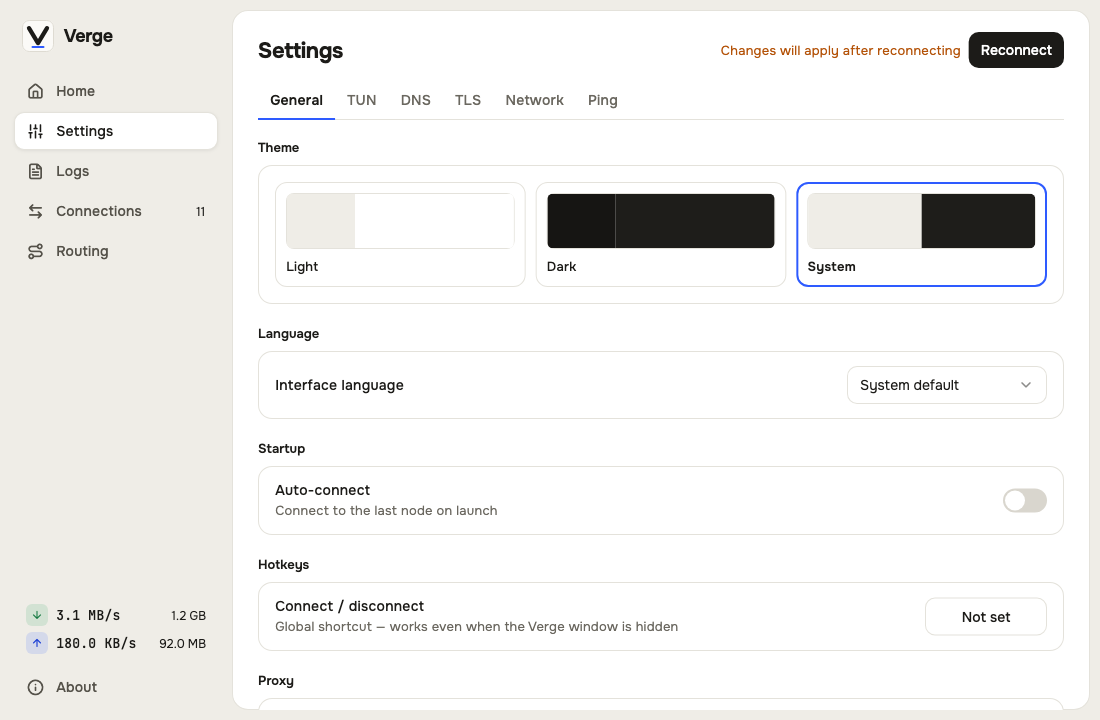 Verge
Home
Settings
Logs
Connections 11
Routing
3.1 MB/s 1.2 GB
180.0 KB/s 92.0 MB
About
Settings
Changes will apply after reconnecting
Reconnect
General TUN DNS TLS Network Ping
Theme
Light Dark System
Language
Interface language System default
Startup
Auto-connect
Connect to the last node on launch
Hotkeys
Connect / disconnect
Global shortcut — works even when the Verge window is hidden
Not set
Proxy